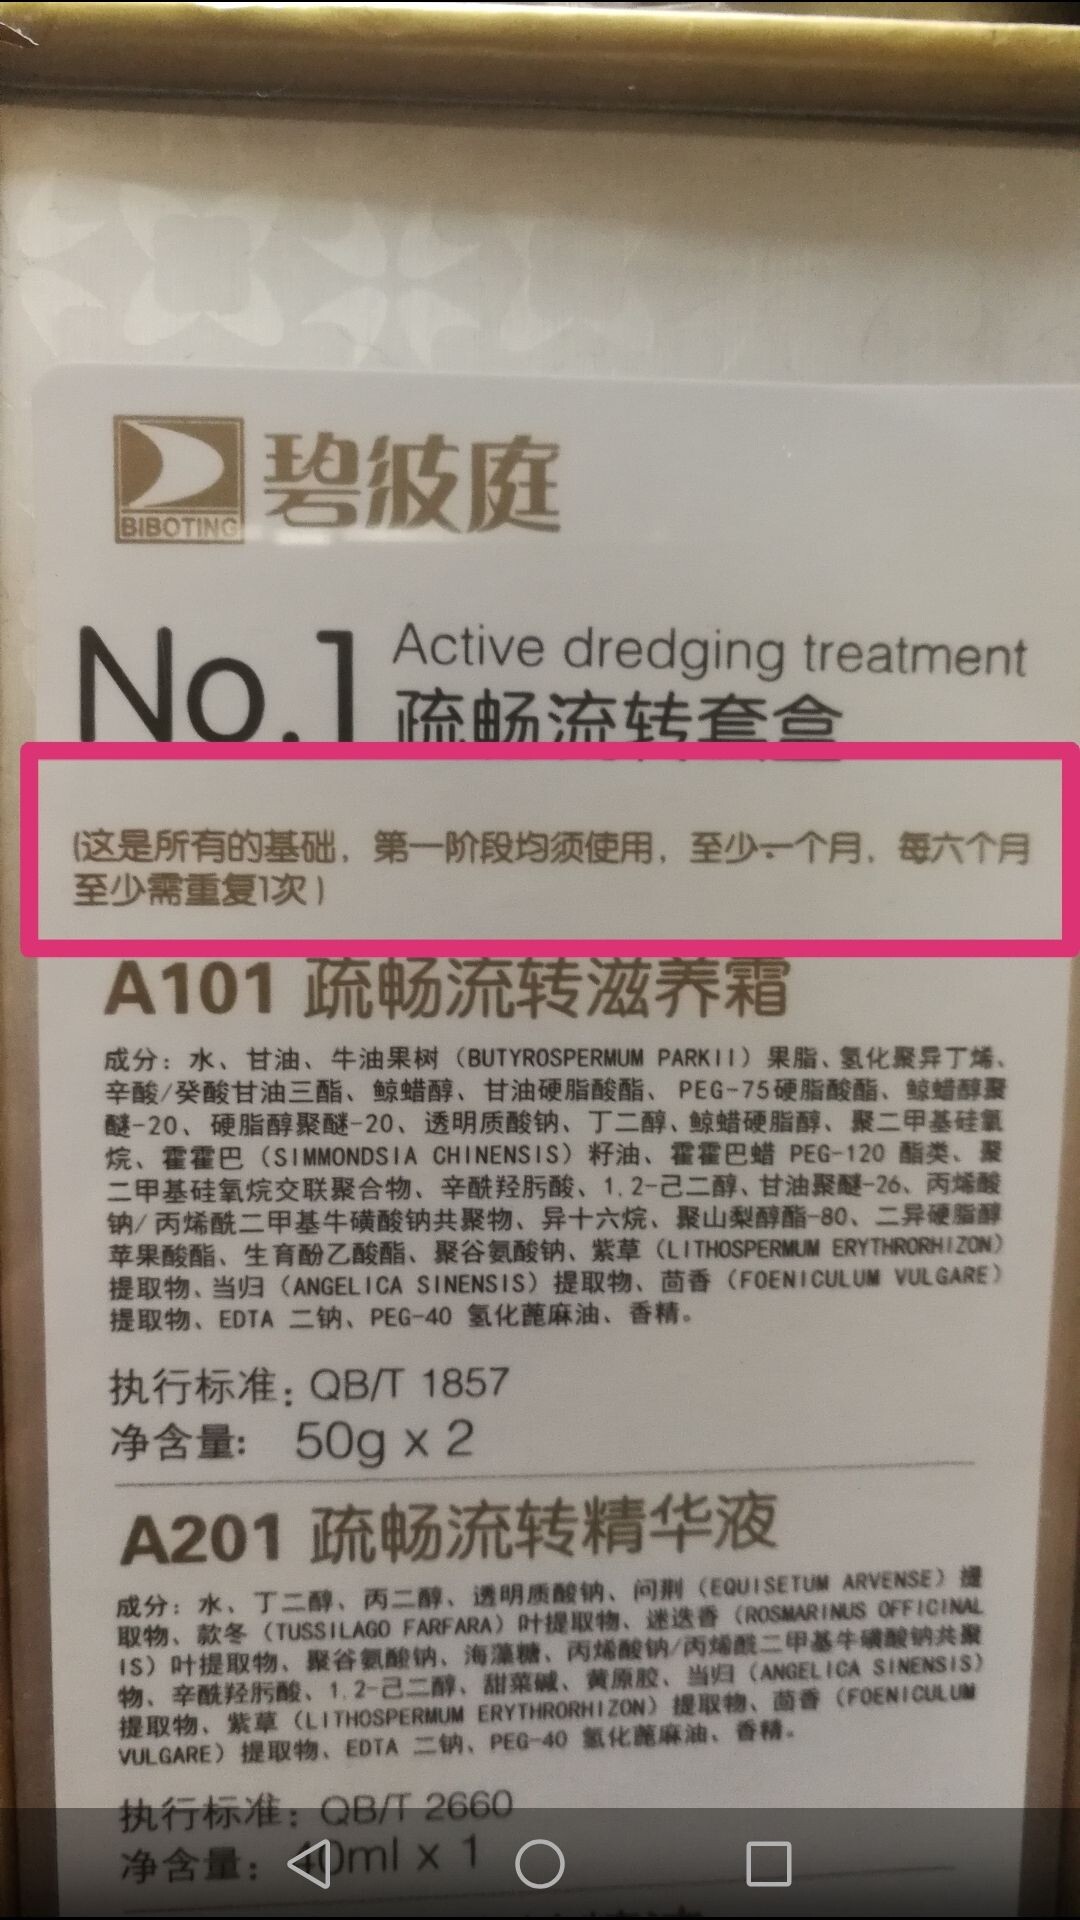 碧波庭
BIBOTING
No.1
Active dredging treatment
疏畅流转套盒
(这是所有的基础，第一阶段均须使用，至少一个月，每六个月
至少需重复1次)
A101 疏畅流转滋养霜
成分：水、甘油、牛油果树（BUTYROSPERMUM PARKII）果脂、氢化聚异丁烯、
辛酸/癸酸甘油三酯、鲸蜡醇、甘油硬脂酸酯、PEG-75硬脂酸酯、鲸蜡醇聚
醚-20、硬脂醇聚醚-20、透明质酸钠、丁二醇、鲸蜡硬脂醇、聚二甲基硅氧
烷、霍霍巴（SIMMONDSIA CHINENSIS）籽油、霍霍巴蜡 PEG-120 酯类、聚
二甲基硅氧烷交联聚合物、辛酰羟肟酸、1,2-己二醇、甘油聚醚-26、丙烯酸
钠/丙烯酰二甲基牛磺酸钠共聚物、异十六烷、聚山梨醇酯-80、二异硬脂醇
苹果酸酯、生育酚乙酸酯、聚谷氨酸钠、紫草（LITHOSPERMUM ERYTHRORHIZON）
提取物、当归（ANGELICA SINENSIS）提取物、茴香（FOENICULUM VULGARE）
提取物、EDTA 二钠、PEG-40 氢化蓖麻油、香精。
执行标准：QB/T 1857
净含量： 50g x 2
A201 疏畅流转精华液
成分：水、丁二醇、丙二醇、透明质酸钠、问荆（EQUISETUM ARVENSE）提
取物、款冬（TUSSILAGO FARFARA）叶提取物、迷迭香（ROSMARINUS OFFICINAL
IS）叶提取物、聚谷氨酸钠、海藻糖、丙烯酸钠/丙烯酰二甲基牛磺酸钠共聚
物、辛酰羟肟酸、1,2-己二醇、甜菜碱、黄原胶、当归（ANGELICA SINENSIS）
提取物、紫草（LITHOSPERMUM ERYTHRORHIZON）提取物、茴香（FOENICULUM
VULGARE）提取物、EDTA 二钠、PEG-40 氢化蓖麻油、香精。
执行标准：QB/T 2660
净含量： 40ml x 1